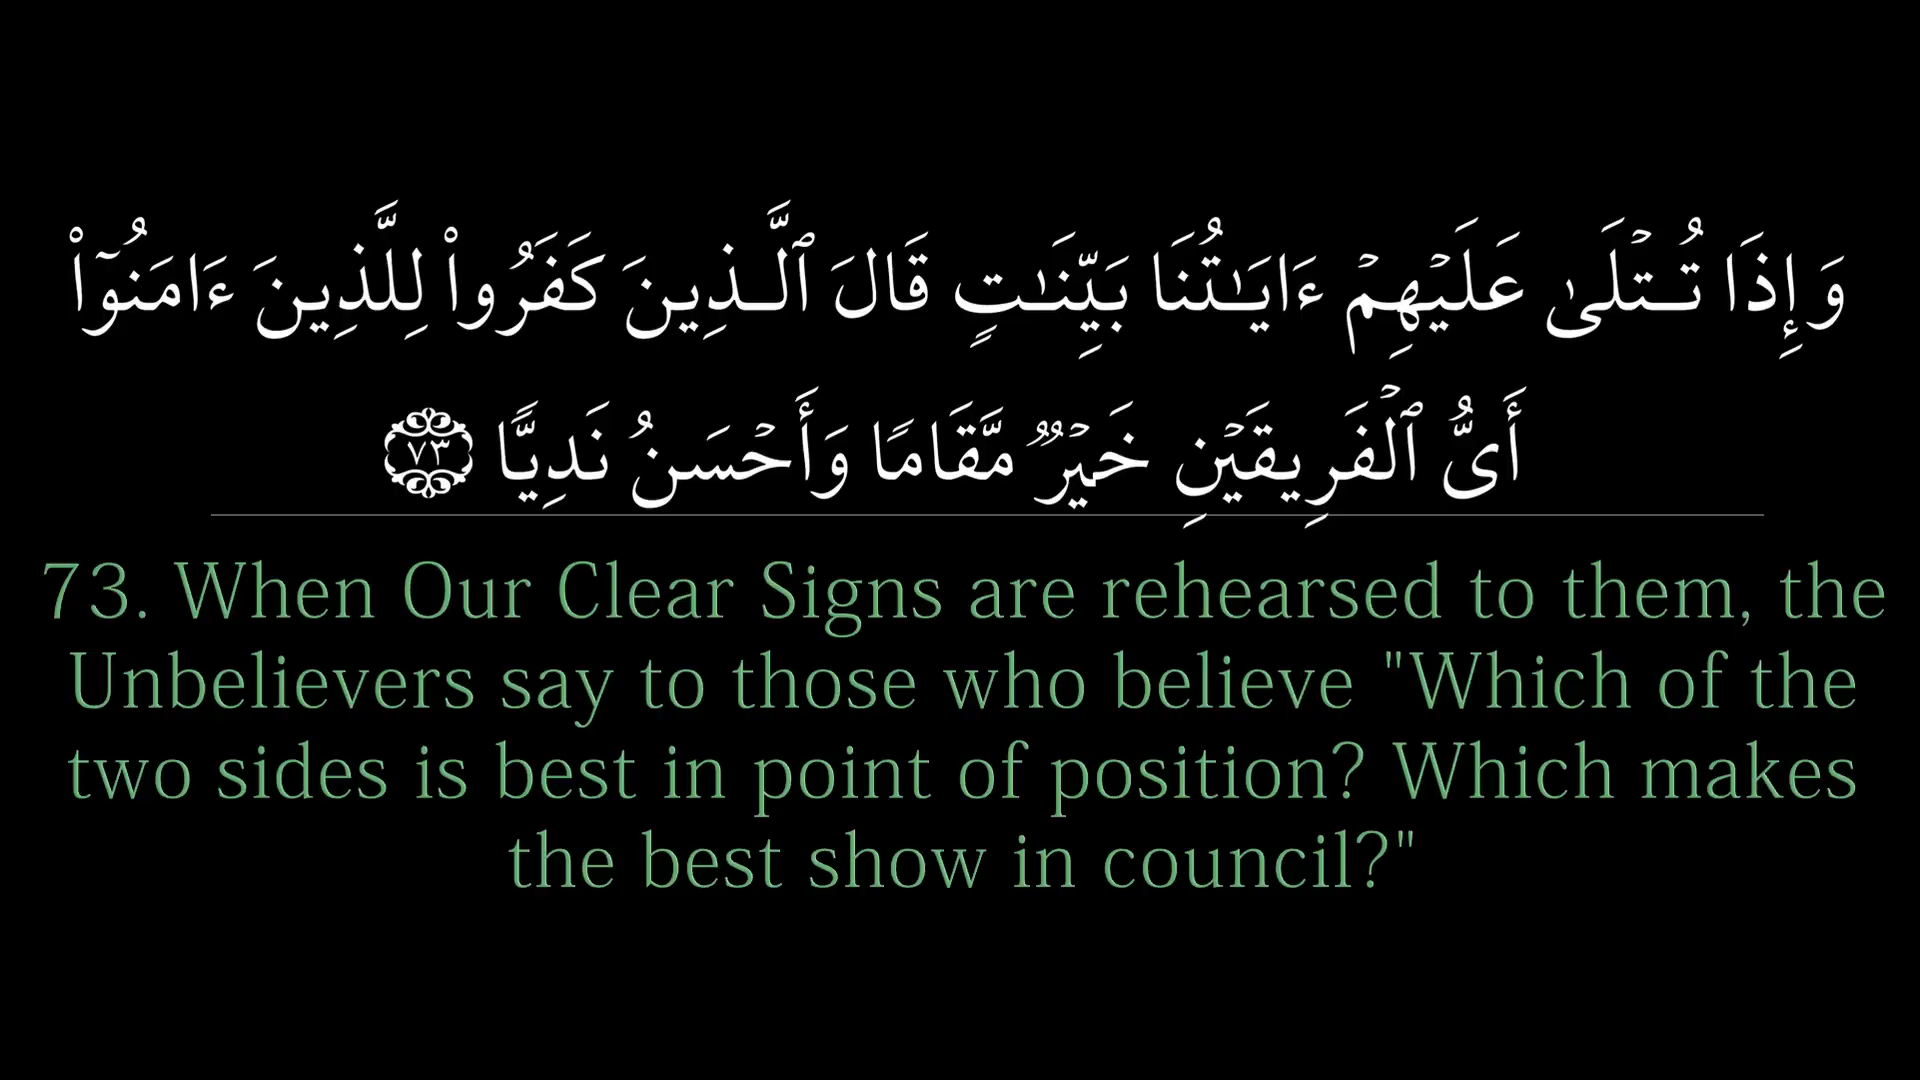 وَإِذَا تُتۡلَىٰ عَلَيۡهِمۡ ءَايَـٰتُنَا بَيِّنَـٰتٍ قَالَ ٱلَّذِينَ كَفَرُواْ لِلَّذِينَ ءَامَنُوٓاْ
أَىُّ ٱلۡفَرِيقَيۡنِ خَيۡرٌ مَّقَامًا وَأَحۡسَنُ نَدِيًّا ٧٣
73. When Our Clear Signs are rehearsed to them, the
Unbelievers say to those who believe "Which of the
two sides is best in point of position? Which makes
the best show in council?"